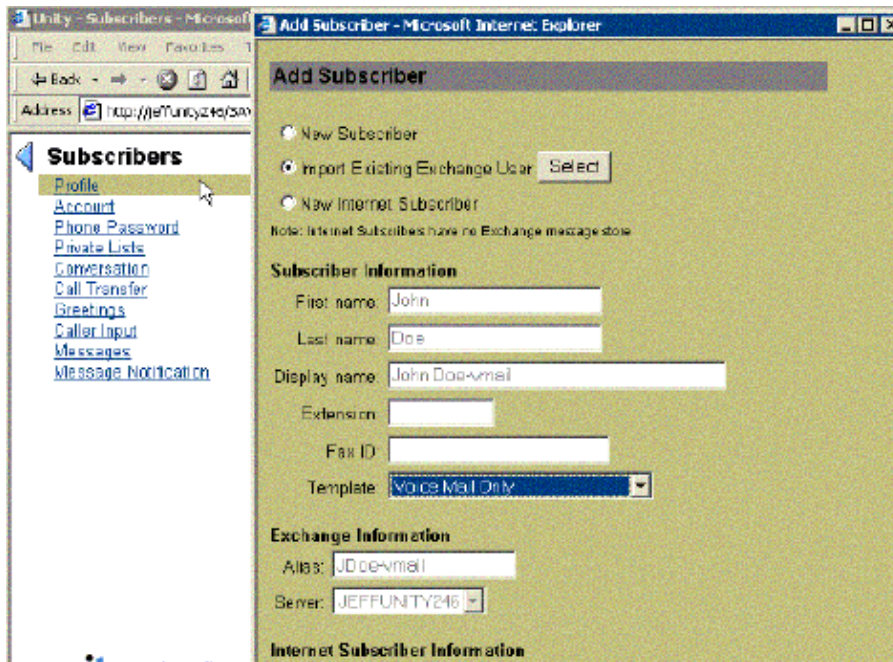 Unity - Subscribers - Microsoft
File Edit View Favorites T
Back
Address http://jeffunity246/SAW
Subscribers
Profile
Account
Phone Password
Private Lists
Conversation
Call Transfer
Greetings
Caller Input
Messages
Message Notification
Add Subscriber - Microsoft Internet Explorer
Add Subscriber
New Subscriber
Import Existing Exchange User Select
New Internet Subscriber
Note: Internet Subscribers have no Exchange message store
Subscriber Information
First name: John
Last name: Doe
Display name: John Doe-vmail
Extension:
Fax ID:
Template: Voice Mail Only
Exchange Information
Alias: JDoe-vmail
Server: JEFFUNITY246
Internet Subscriber Information